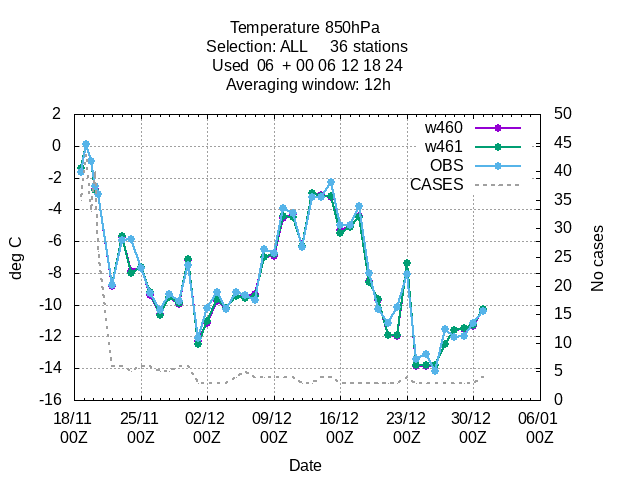 Temperature 850hPa
Selection: ALL 36 stations
Used 06 + 00 06 12 18 24
Averaging window: 12h
w460
w461
OBS
CASES
2
0
-2
-4
-6
-8
-10
-12
-14
-16
deg C
50
45
40
35
30
25
20
15
10
5
0
No cases
18/11 25/11 02/12 09/12 16/12 23/12 30/12 06/01
00Z 00Z 00Z 00Z 00Z 00Z 00Z 00Z
Date